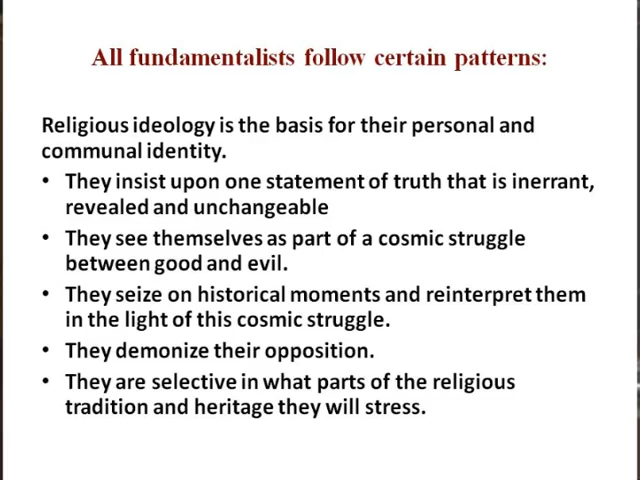 All fundamentalists follow certain patterns:
Religious ideology is the basis for their personal and
communal identity.
• They insist upon one statement of truth that is inerrant,
revealed and unchangeable
• They see themselves as part of a cosmic struggle
between good and evil.
• They seize on historical moments and reinterpret them
in the light of this cosmic struggle.
• They demonize their opposition.
• They are selective in what parts of the religious
tradition and heritage they will stress.